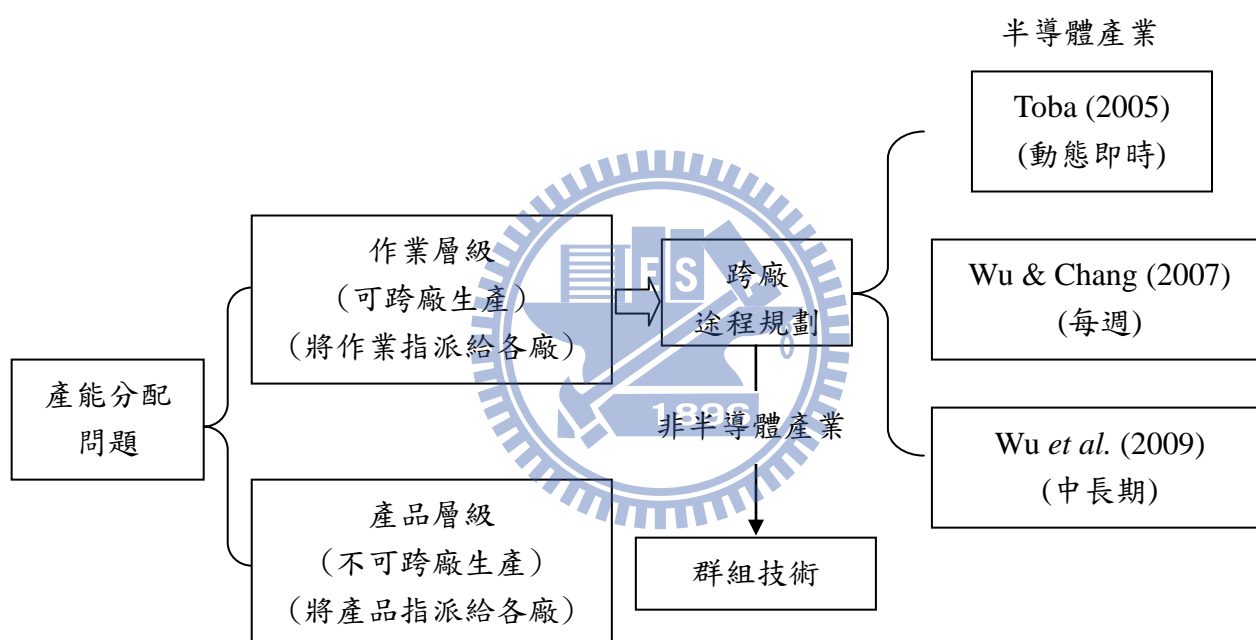 半導體產業
Toba (2005)
(動態即時)
作業層級
(可跨廠生產)
(將作業指派給各廠)
跨廠
途程規劃
Wu & Chang (2007)
(每週)
產能分配
問題
1896
非半導體產業
Wu et al. (2009)
(中長期)
產品層級
(不可跨廠生產)
(將產品指派給各廠)
群組技術